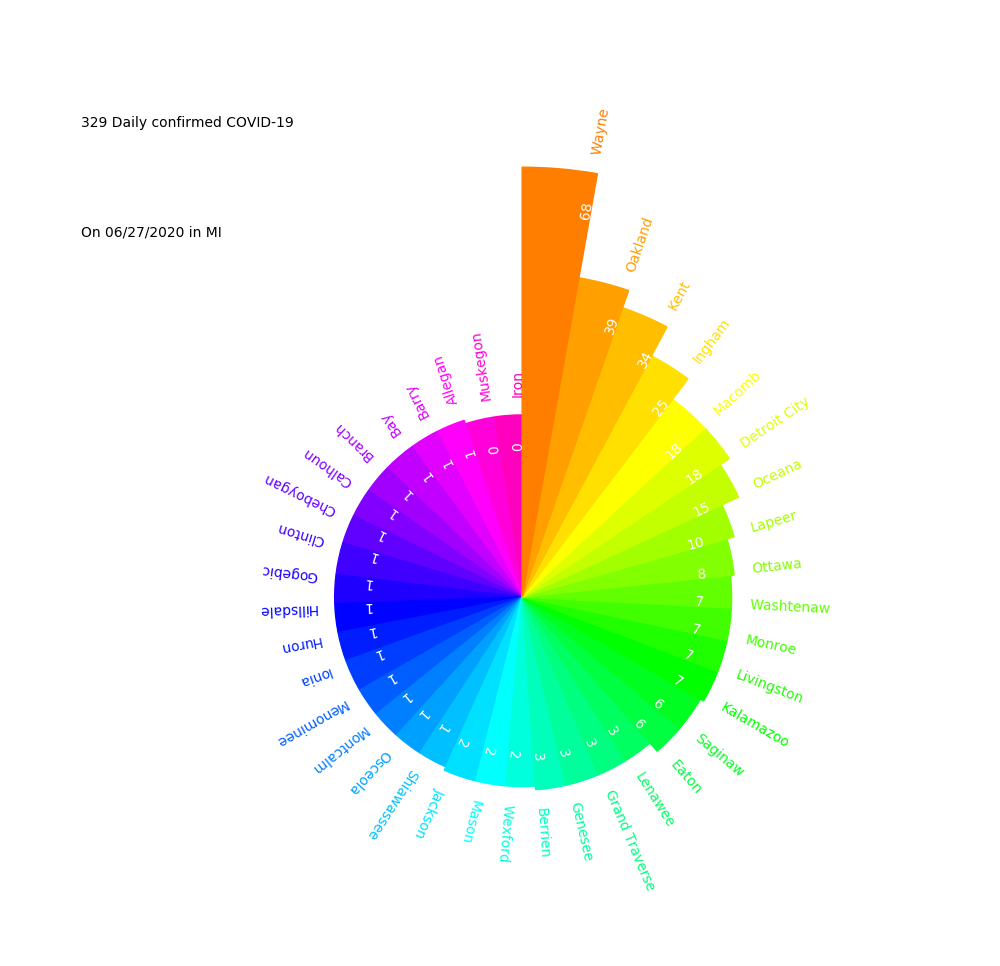 329 Daily confirmed COVID-19
On 06/27/2020 in MI
Wayne
68
Oakland
39
Kent
34
Ingham
25
Macomb
18
Detroit City
18
Oceana
15
Lapeer
10
Ottawa
8
Washtenaw
7
Monroe
7
Livingston
7
Kalamazoo
7
Saginaw
6
Eaton
6
Lenawee
3
Grand Traverse
3
Genesee
3
Berrien
3
Wexford
2
Mason
2
Jackson
2
Shiawassee
1
Osceola
1
Montcalm
1
Menominee
1
Ionia
1
Huron
1
Hillsdale
1
Gogebic
1
Clinton
1
Cheboygan
1
Calhoun
1
Branch
1
Bay
1
Barry
1
Allegan
1
Muskegon
0
Iron
0